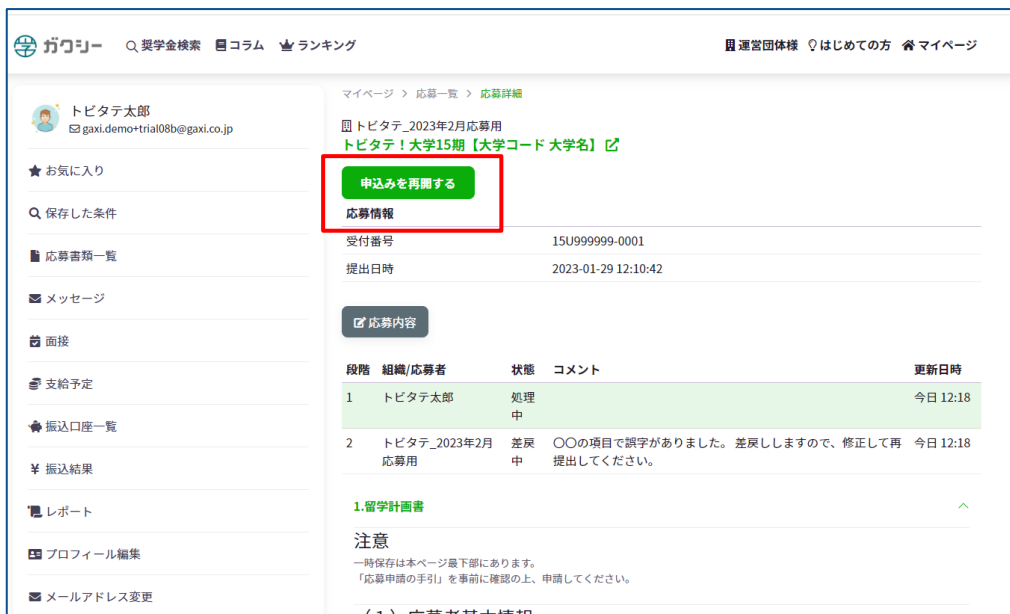 ガクシー 奨学金検索 コラム ランキング 運営団体様 はじめての方 マイページ
トビタテ太郎
gaxi.demo+trial08b@gaxi.co.jp
お気に入り
保存した条件
応募書類一覧
メッセージ
面接
支給予定
振込口座一覧
振込結果
レポート
プロフィール編集
メールアドレス変更
マイページ > 応募一覧 > 応募詳細
トビタテ_2023年2月応募用
トビタテ！大学15期【大学コード 大学名】
申込みを再開する
応募情報
受付番号 15U999999-0001
提出日時 2023-01-29 12:10:42
応募内容
段階 組織/応募者 状態 コメント 更新日時
1 トビタテ太郎 処理中 今日 12:18
2 トビタテ_2023年2月応募用 差戻中 〇〇の項目で誤字がありました。 差戻ししますので、修正して再提出してください。 今日 12:18
1.留学計画書
注意
一時保存は本ページ最下部にあります。
「応募申請の手引」を事前に確認の上、申請してください。
（1）応募者基本情報